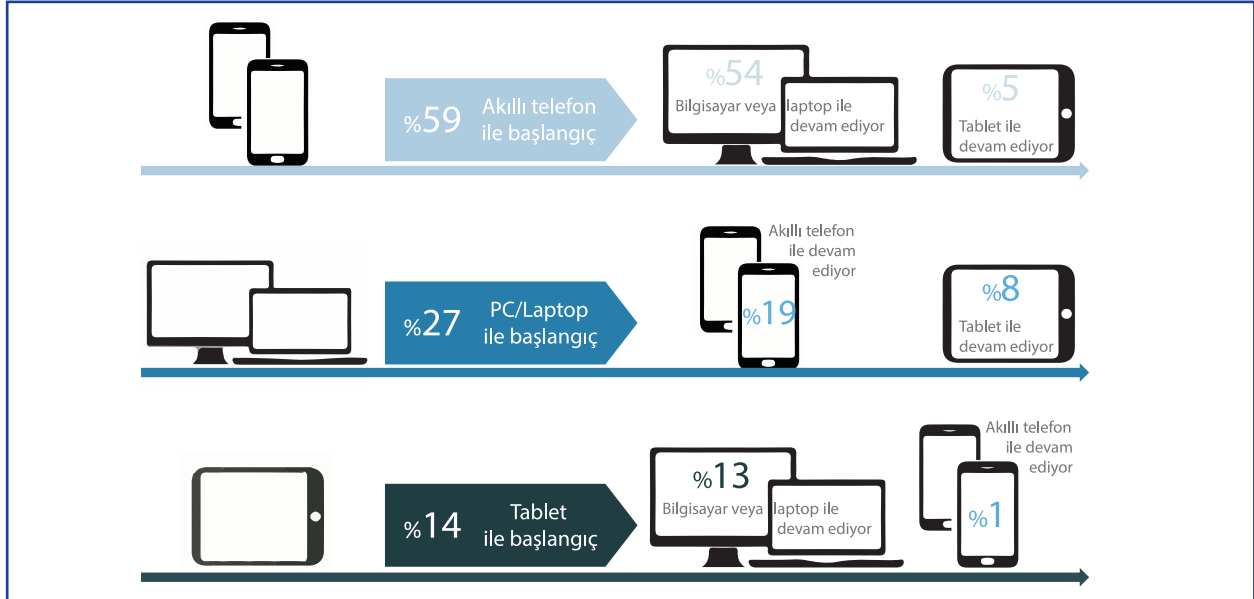 %59 Akıllı telefon
ile başlangıç
%54
Bilgisayar veya laptop ile
devam ediyor
%5
Tablet ile
devam ediyor
%27 PC/Laptop
ile başlangıç
Akıllı telefon
ile devam
ediyor
%19
%8
Tablet ile
devam ediyor
%14 Tablet
ile başlangıç
%13
Bilgisayar veya laptop ile
devam ediyor
Akıllı telefon
ile devam
ediyor
%1